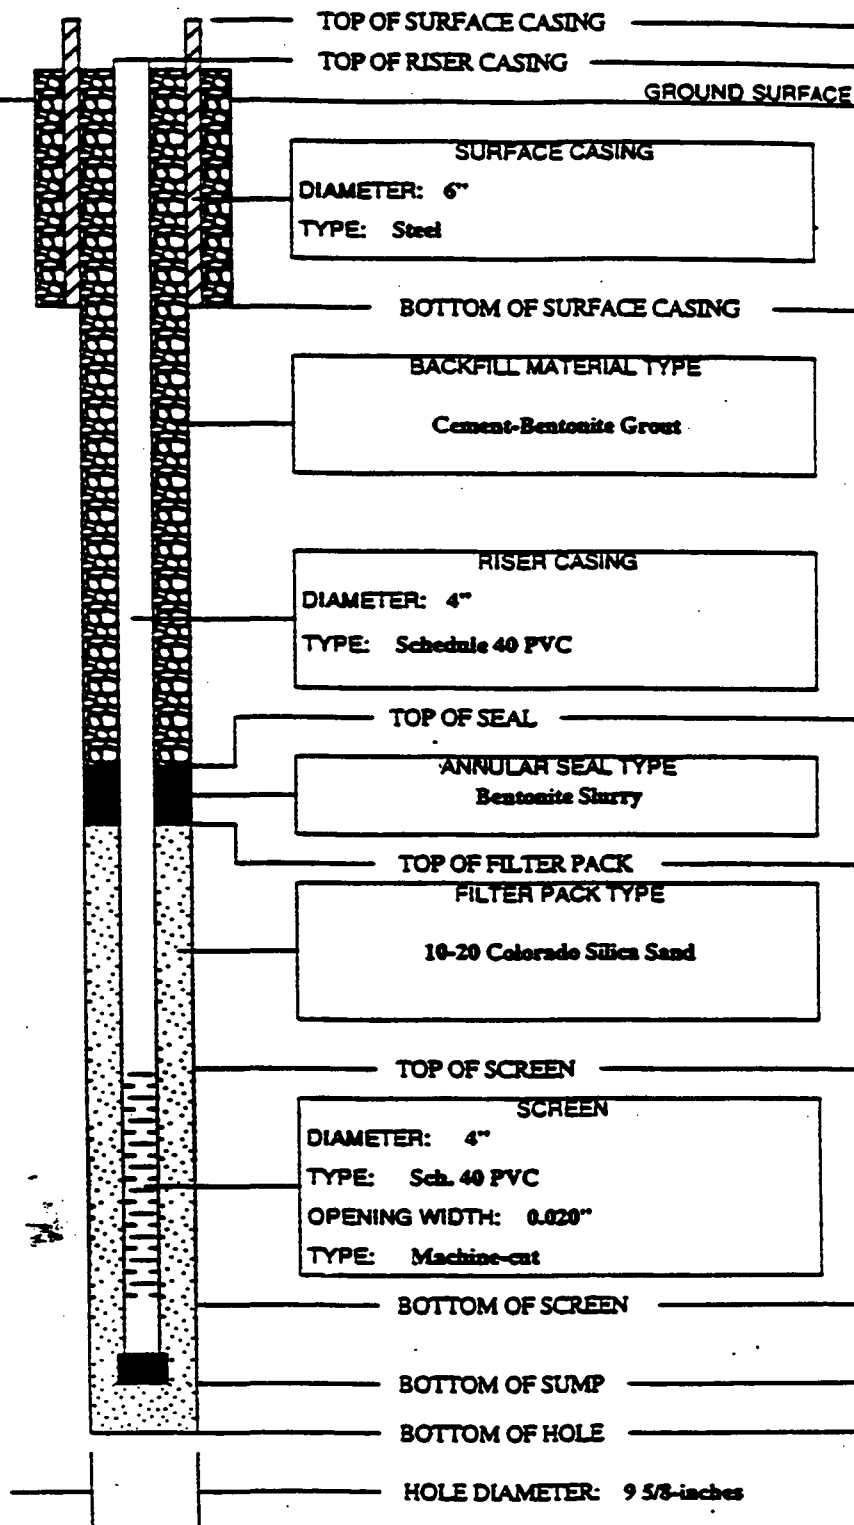 TOP OF SURFACE CASING
TOP OF RISER CASING
GROUND SURFACE
SURFACE CASING
DIAMETER: 6"
TYPE: Steel
BOTTOM OF SURFACE CASING
BACKFILL MATERIAL TYPE
Cement-Bentonite Grout
RISER CASING
DIAMETER: 4"
TYPE: Schedule 40 PVC
TOP OF SEAL
ANNULAR SEAL TYPE
Bentonite Slurry
TOP OF FILTER PACK
FILTER PACK TYPE
10-20 Colorado Silica Sand
TOP OF SCREEN
SCREEN
DIAMETER: 4"
TYPE: Sch. 40 PVC
OPENING WIDTH: 0.020"
TYPE: Machine-cut
BOTTOM OF SCREEN
BOTTOM OF SUMP
BOTTOM OF HOLE
HOLE DIAMETER: 9 5/8-inches